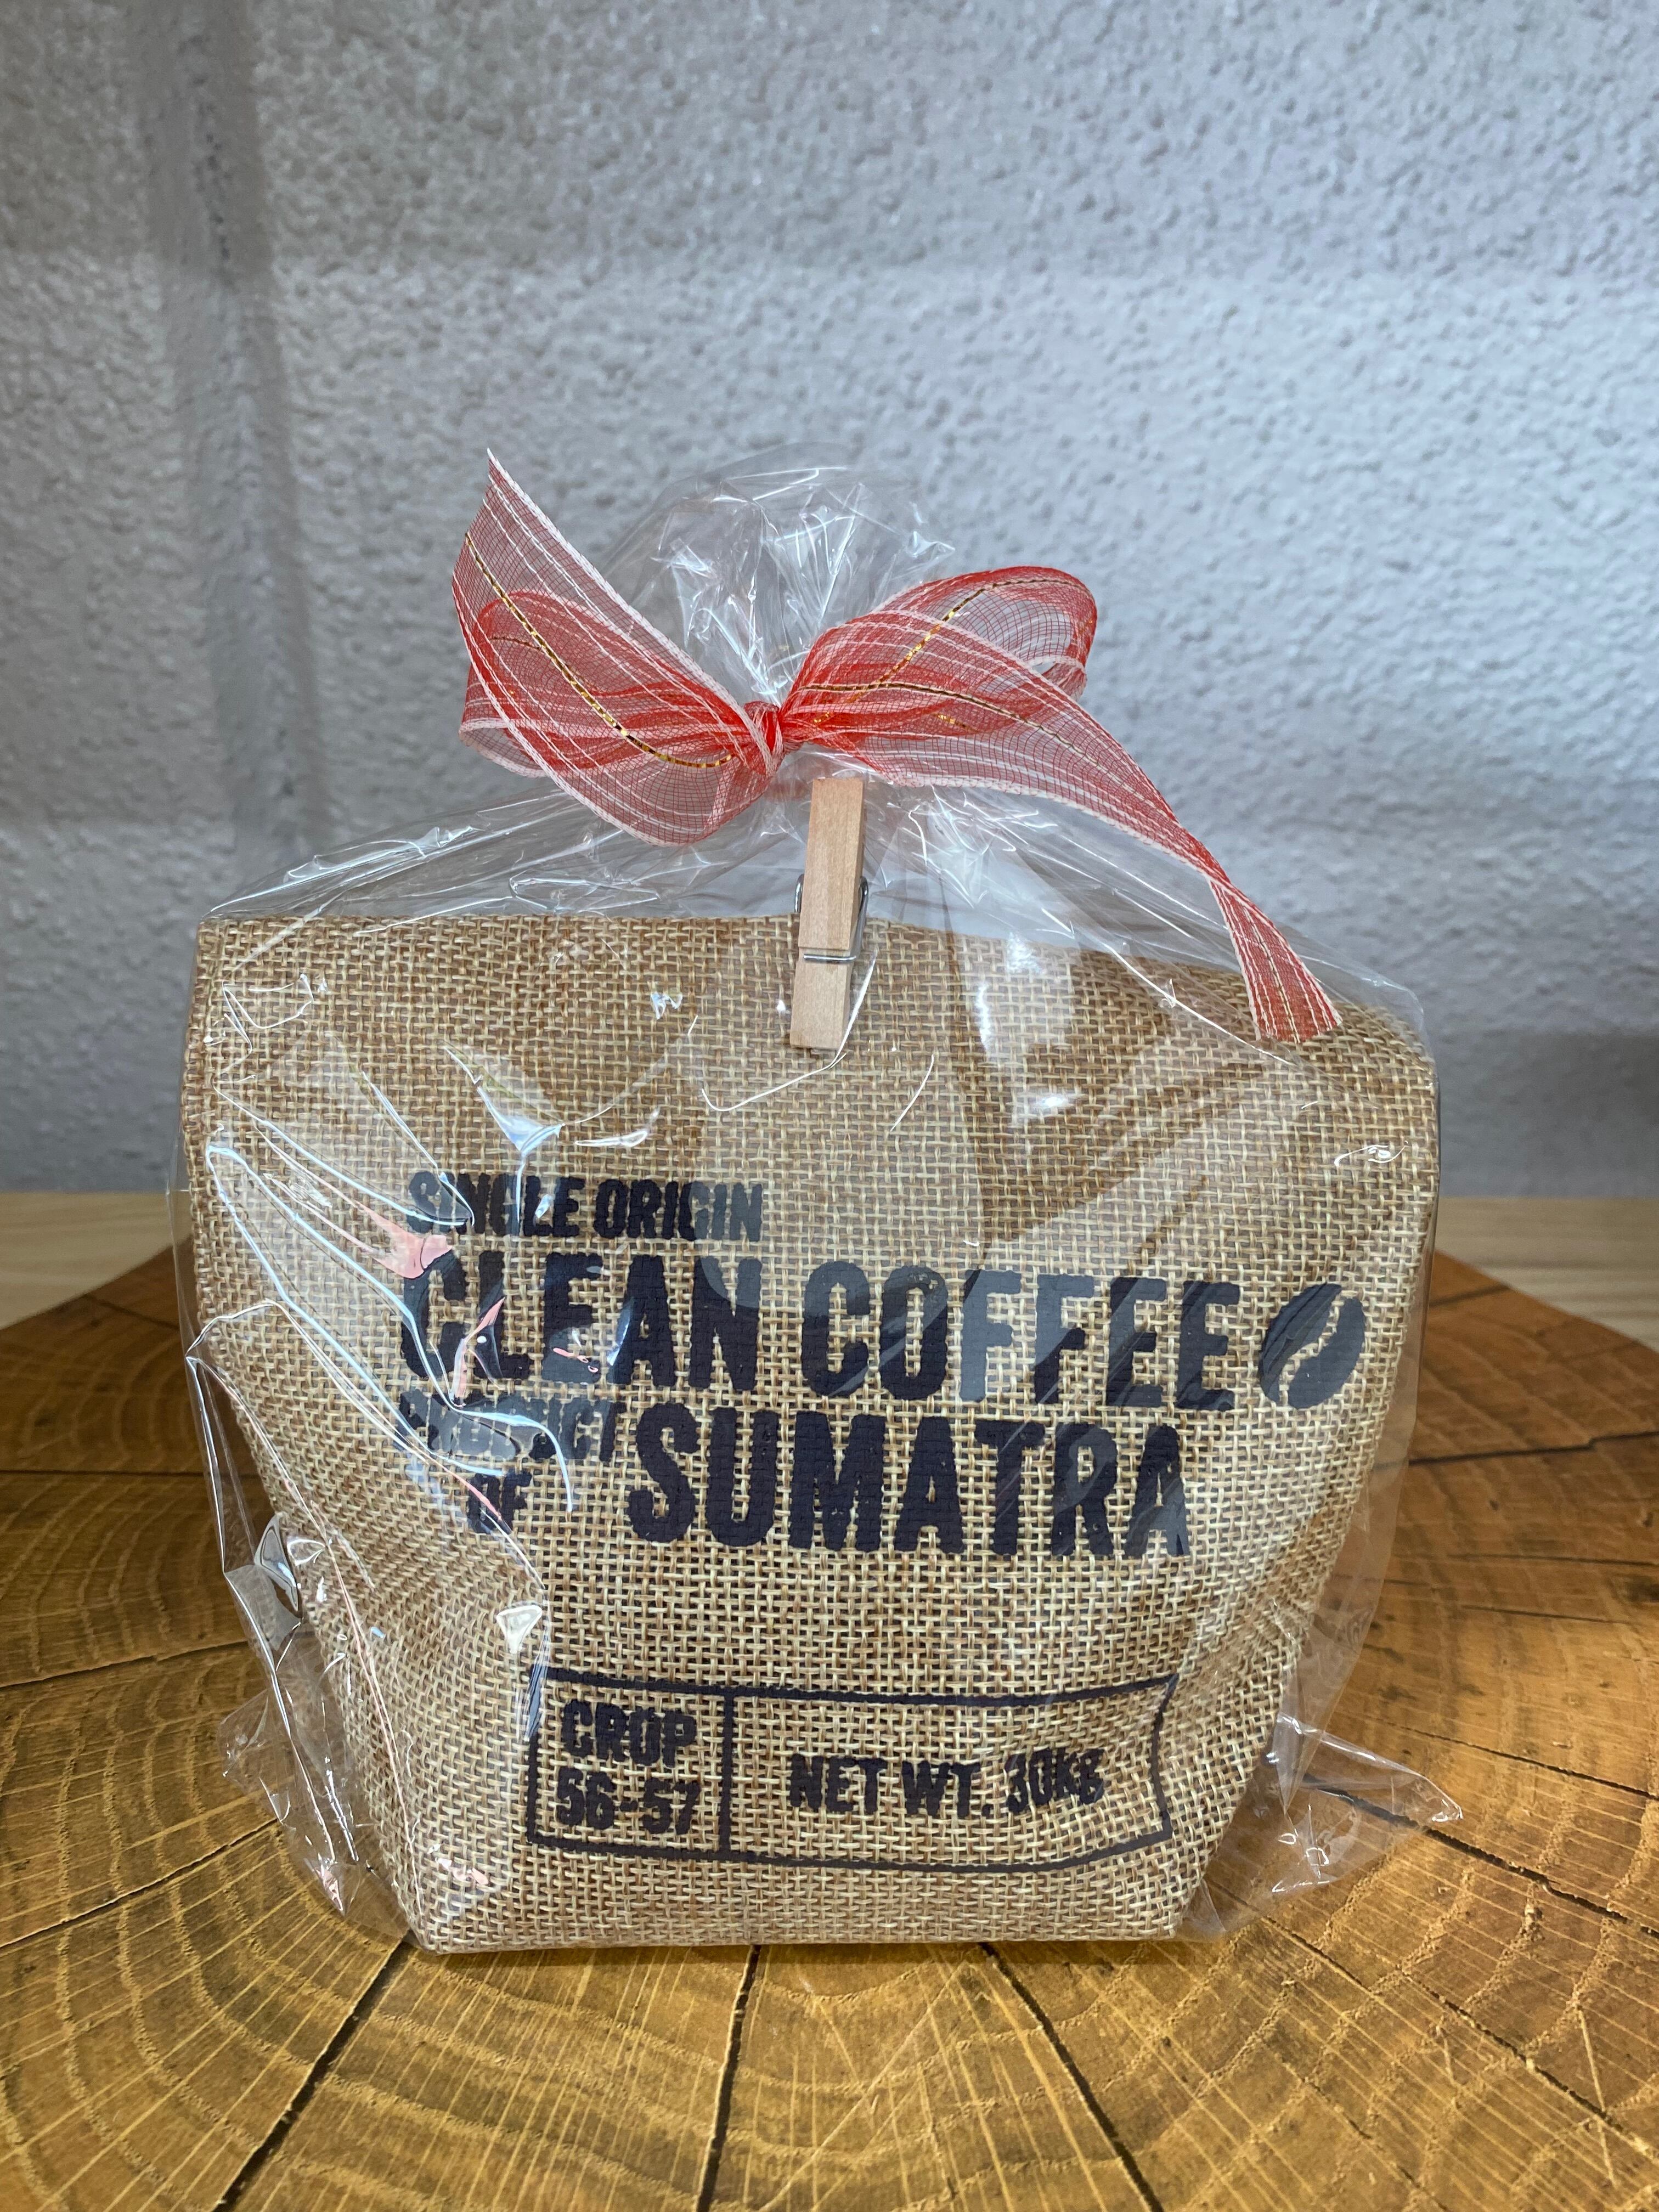 SINGLE ORIGIN
CLEAN COFFEE
PRODUCT
OF
SUMATRA
CROP
56-57
NET WT. 30KG